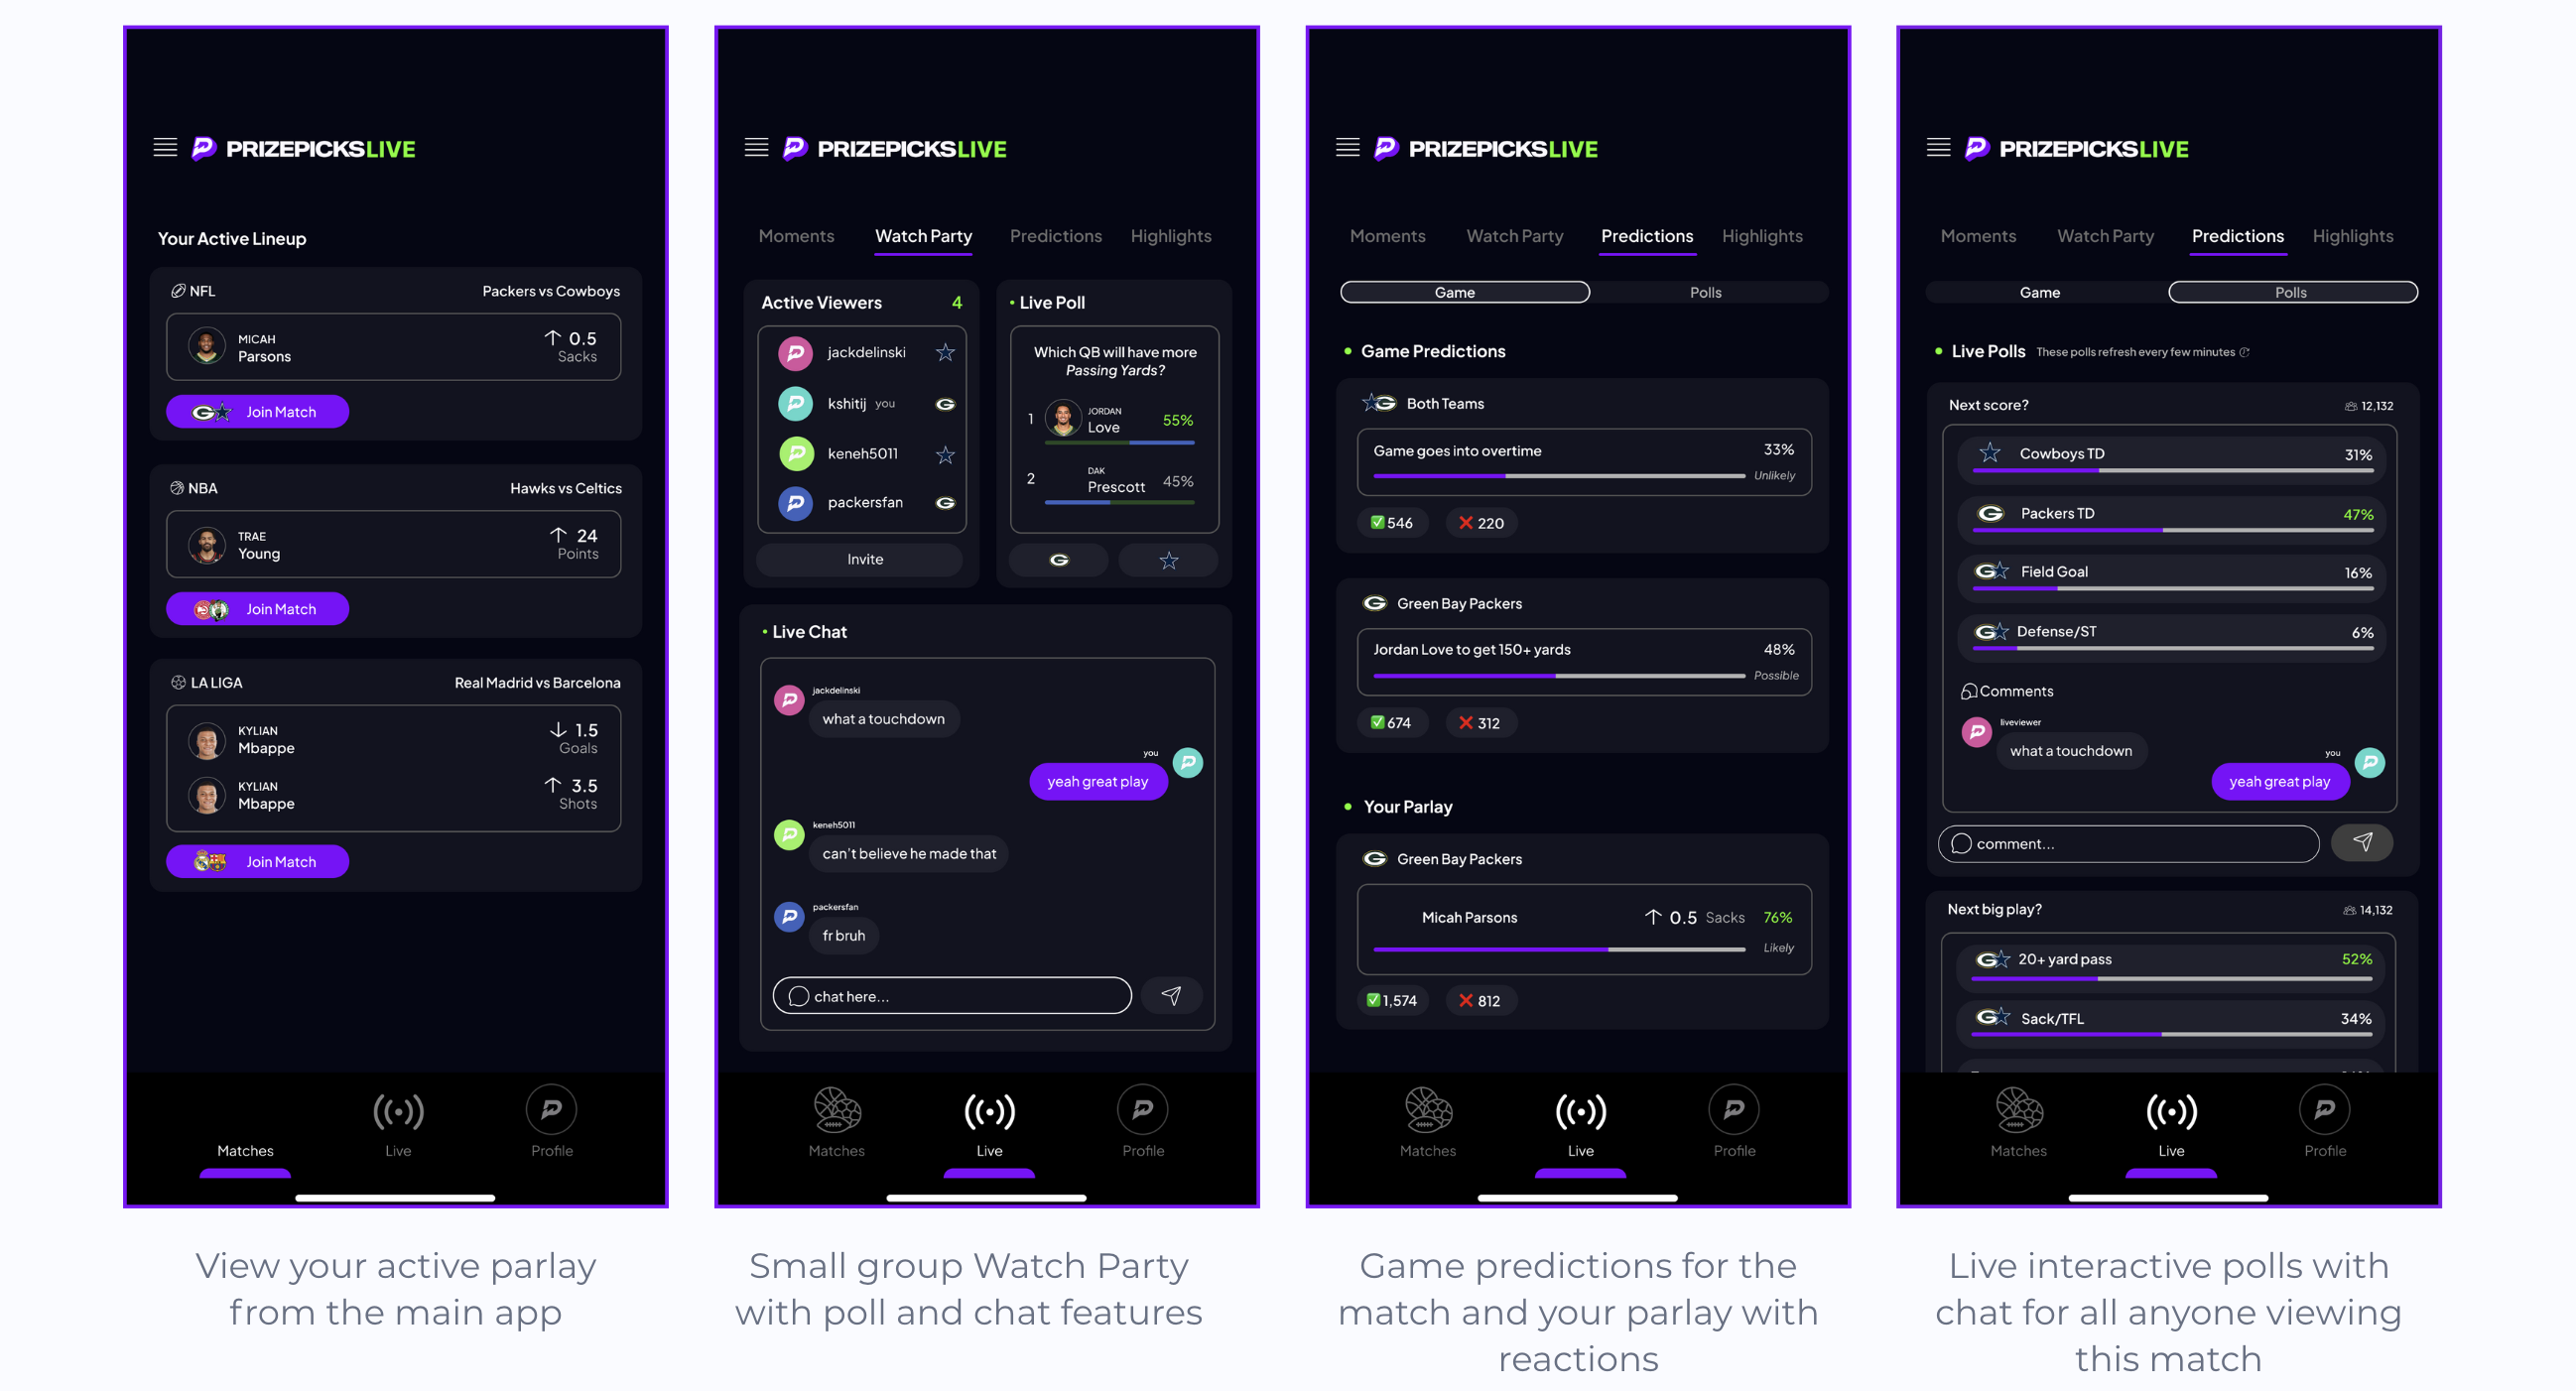 PRIZEPICKSLIVE
Your Active Lineup
NFL Packers vs Cowboys
MICAH
Parsons
↑ 0.5
Sacks
Join Match
NBA Hawks vs Celtics
TRAE
Young
↑ 24
Points
Join Match
LA LIGA Real Madrid vs Barcelona
KYLIAN
Mbappe
↓ 1.5
Goals
KYLIAN
Mbappe
↑ 3.5
Shots
Join Match
Matches Live Profile
View your active parlay
from the main app
PRIZEPICKSLIVE
Moments Watch Party Predictions Highlights
Active Viewers 4
jackdelinski
kshitij you
keneh5011
packersfan
Invite
Live Poll
Which QB will have more
Passing Yards?
1 JORDAN
Love 55%
2 DAK
Prescott 45%
Live Chat
jackdelinski
what a touchdown
you
yeah great play
keneh5011
can't believe he made that
packersfan
fr bruh
chat here...
Matches Live Profile
Small group Watch Party
with poll and chat features
PRIZEPICKSLIVE
Moments Watch Party Predictions Highlights
Game Polls
Game Predictions
Both Teams
Game goes into overtime 33%
Unlikely
✅ 546 ❌ 220
Green Bay Packers
Jordan Love to get 150+ yards 48%
Possible
✅ 674 ❌ 312
Your Parlay
Green Bay Packers
Micah Parsons ↑ 0.5 Sacks 76%
Likely
✅ 1,574 ❌ 812
Matches Live Profile
Game predictions for the
match and your parlay with
reactions
PRIZEPICKSLIVE
Moments Watch Party Predictions Highlights
Game Polls
Live Polls These polls refresh every few minutes
Next score? 12,132
Cowboys TD 31%
Packers TD 47%
Field Goal 16%
Defense/ST 6%
Comments
liveviewer
what a touchdown
you
yeah great play
comment...
Next big play? 14,132
20+ yard pass 52%
Sack/TFL 34%
Matches Live Profile
Live interactive polls with
chat for all anyone viewing
this match